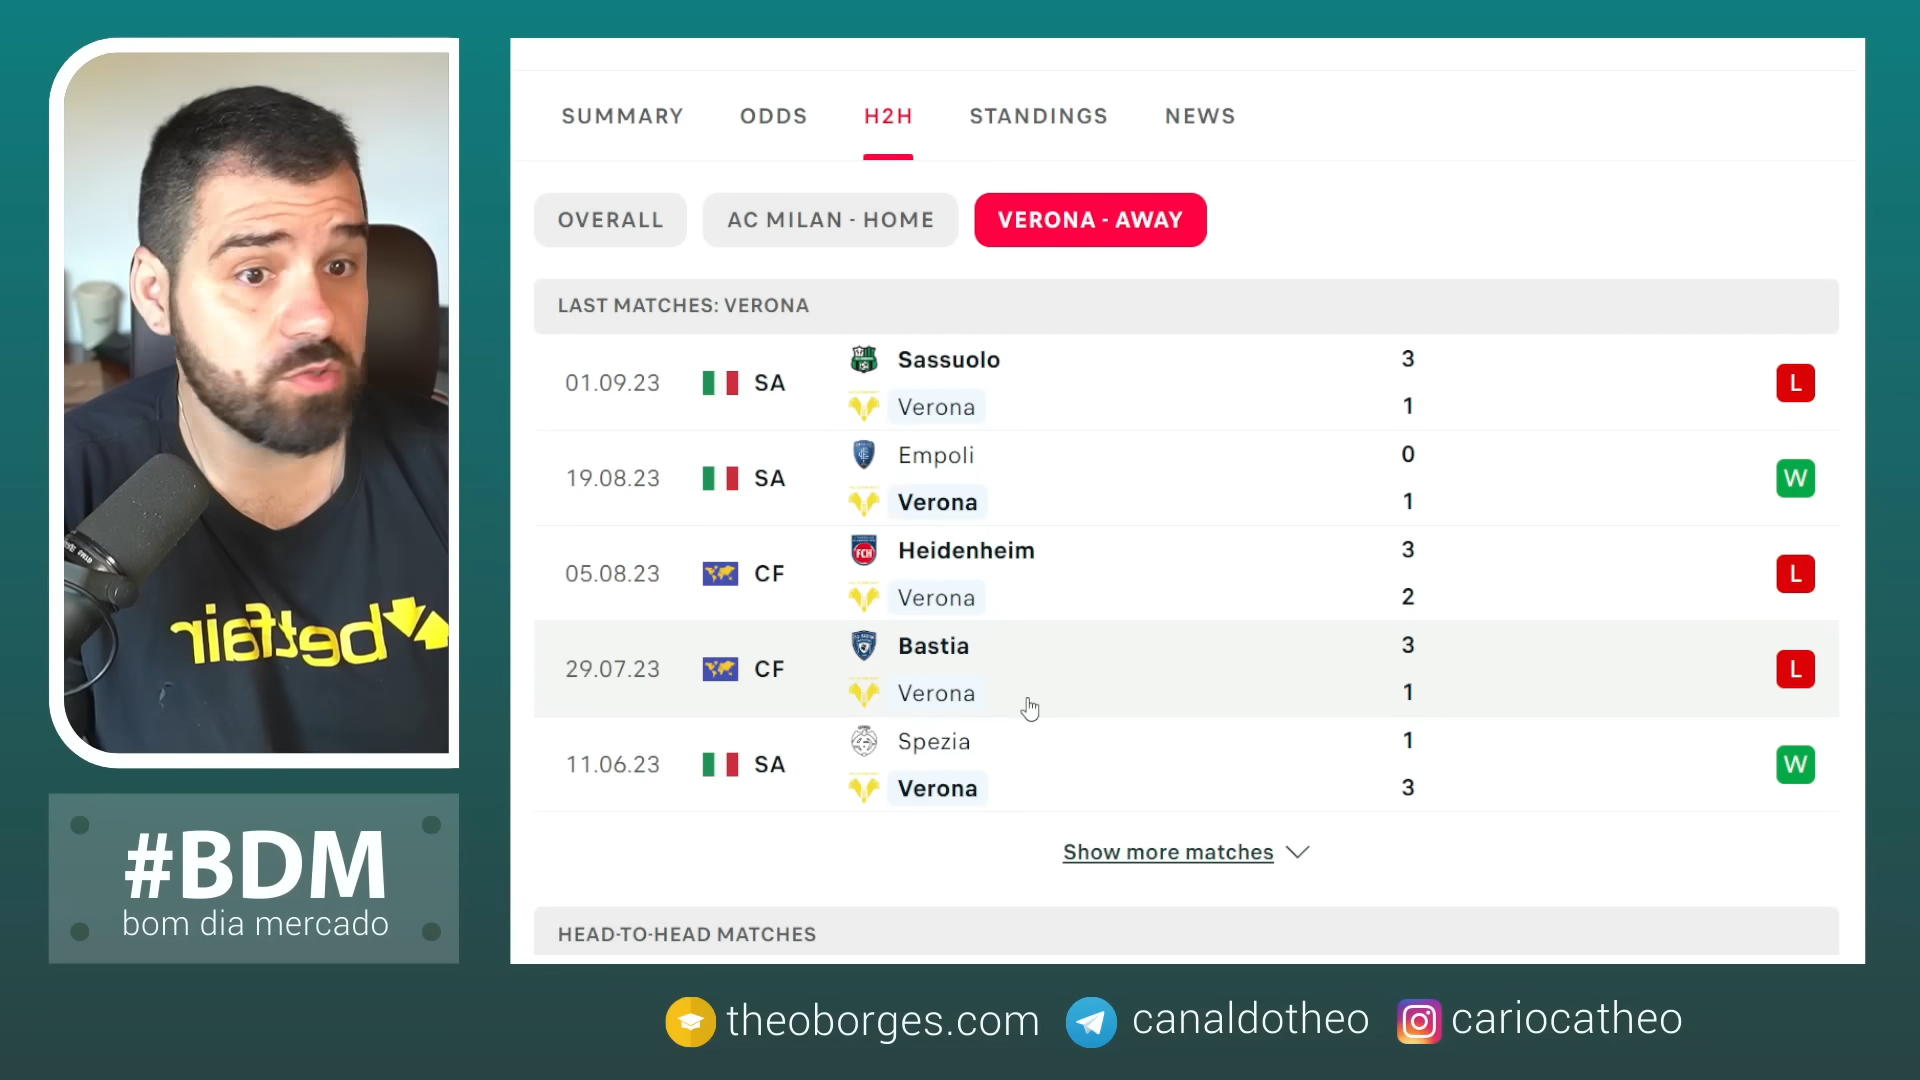 SUMMARY ODDS H2H STANDINGS NEWS
OVERALL AC MILAN - HOME VERONA - AWAY
LAST MATCHES: VERONA
01.09.23 SA Sassuolo 3 L
Verona 1
19.08.23 SA Empoli 0 W
Verona 1
05.08.23 CF Heidenheim 3 L
FCH
Verona 2
29.07.23 CF Bastia 3 L
Verona 1
11.06.23 SA Spezia 1 W
Verona 3
Show more matches
HEAD-TO-HEAD MATCHES
betfair
#BDM
bom dia mercado
theoborges.com canaldotheo cariocatheo